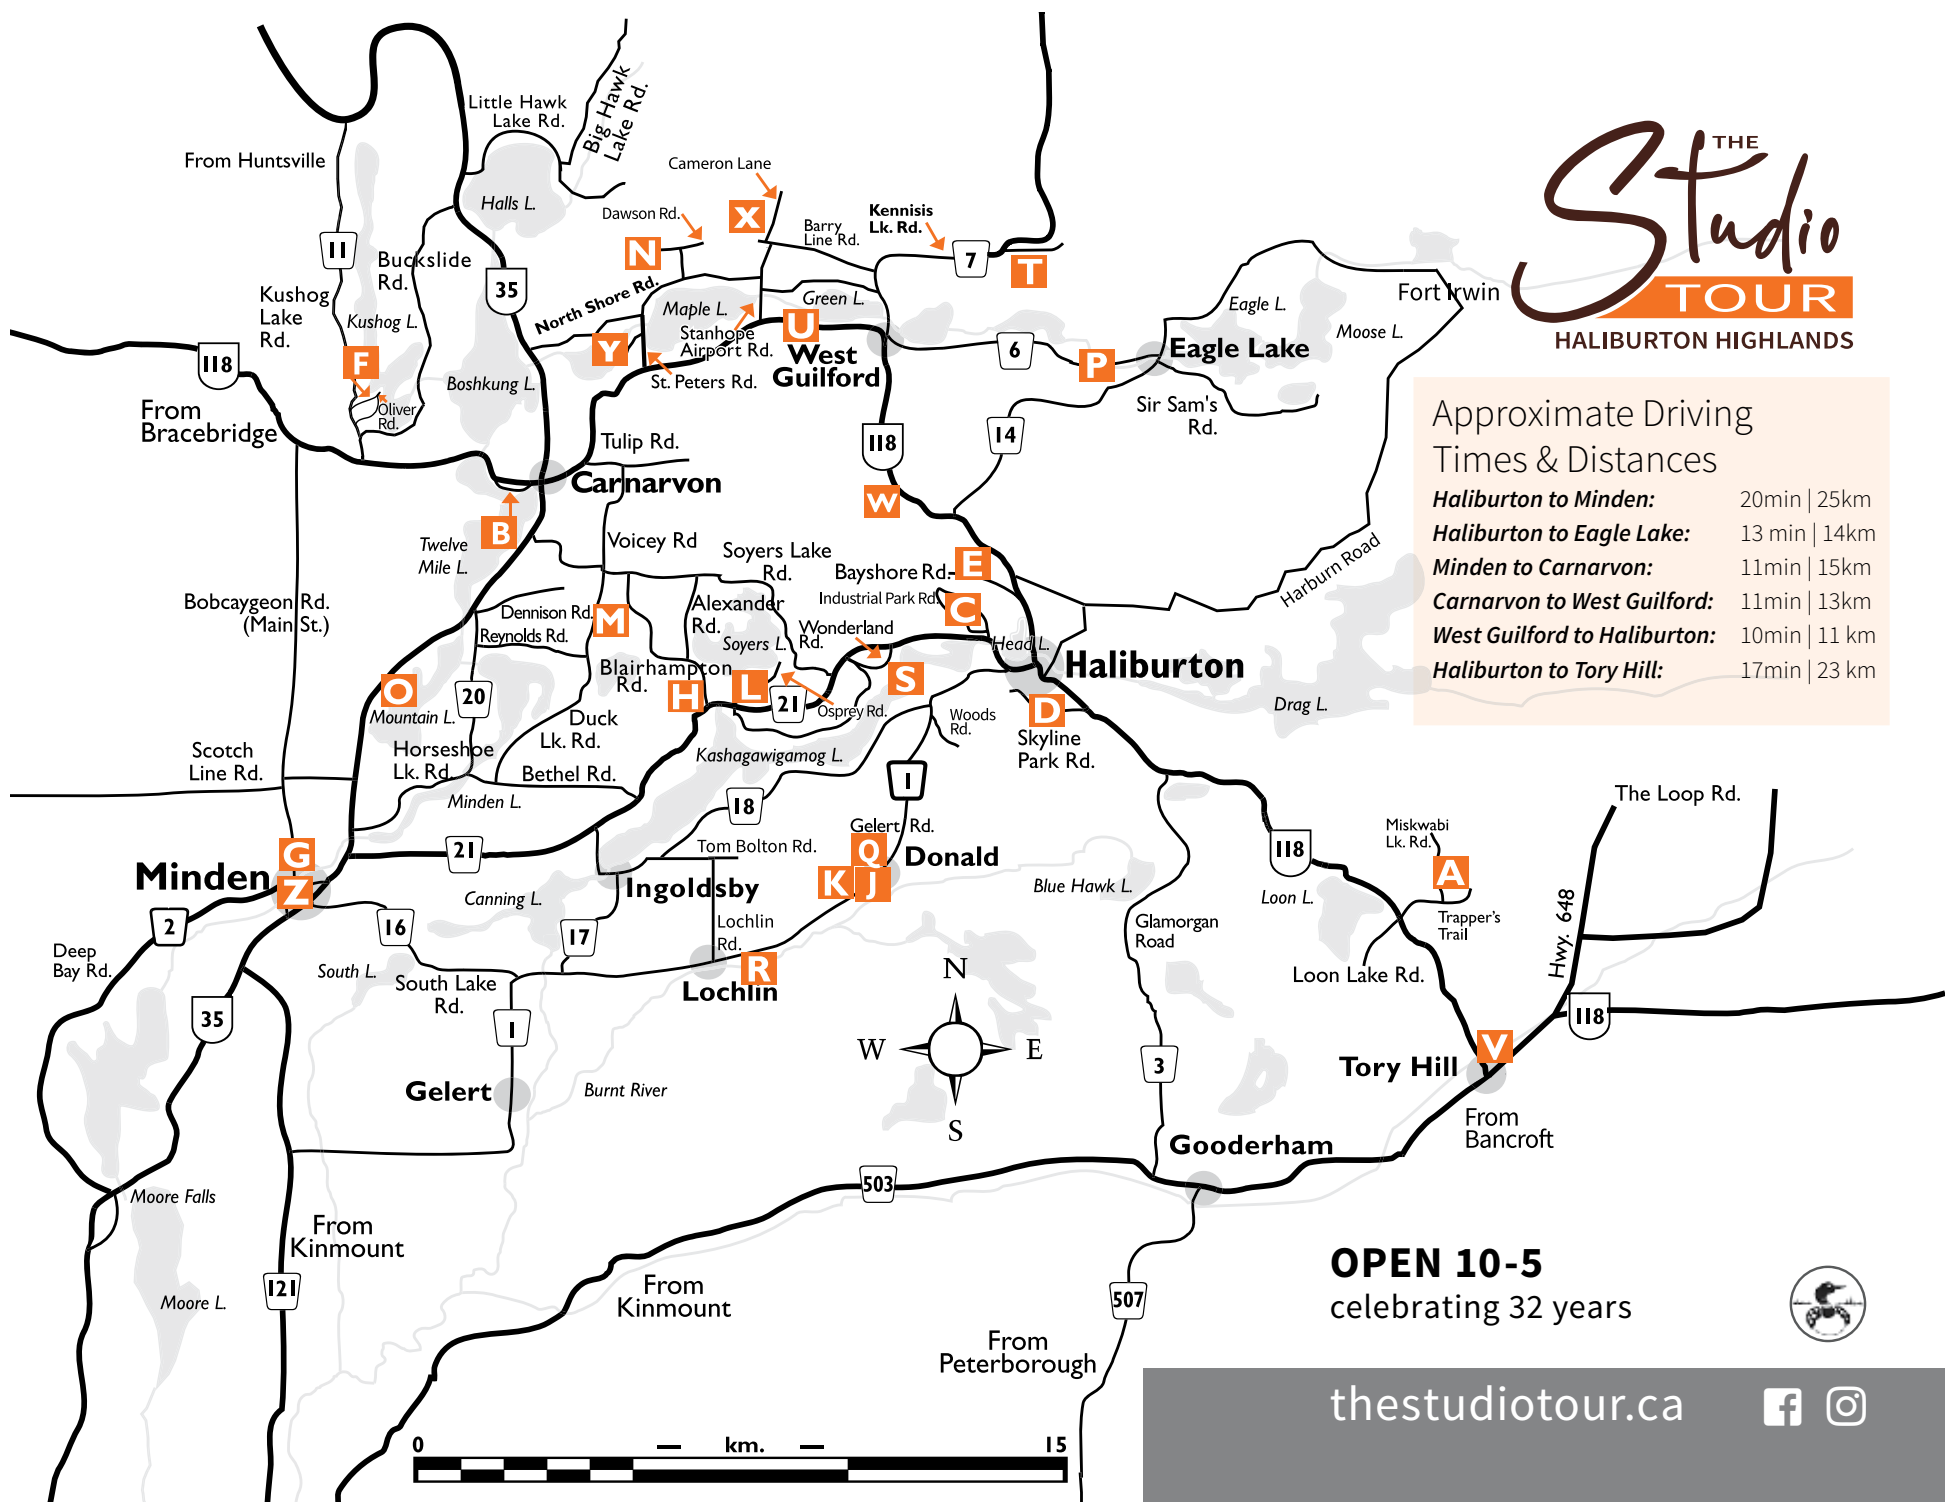 Little Hawk
Lake Rd.
Big Hawk
Lake Rd.
From Huntsville
Cameron Lane
Halls L.
Dawson Rd.
X
Barry
Line Rd.
Kennisis
Lk. Rd.
THE
Studio
TOUR
HALIBURTON HIGHLANDS
11
Buckslide
Rd.
N
7
T
35
Kushog
Lake
Rd.
Kushog L.
North Shore Rd.
Maple L.
Green L.
Eagle L.
Fort Irwin
Moose L.
Stanhope
Airport Rd.
U
West
Guilford
6
P
Eagle Lake
118
F
Y
St. Peters Rd.
Boshkung L.
Oliver
Rd.
From
Bracebridge
Sir Sam's
Rd.
14
118
Tulip Rd.
Carnarvon
W
B
Twelve
Mile L.
Voicey Rd
Soyers Lake
Rd.
Bayshore Rd.
E
Industrial Park Rd.
C
Harburn Road
Approximate Driving
Times & Distances
Haliburton to Minden: 20min | 25km
Haliburton to Eagle Lake: 13 min | 14km
Minden to Carnarvon: 11min | 15km
Carnarvon to West Guilford: 11min | 13km
West Guilford to Haliburton: 10min | 11 km
Haliburton to Tory Hill: 17min | 23 km
Bobcaygeon Rd.
(Main St.)
Dennison Rd.
Reynolds Rd.
M
Alexander
Rd.
Soyers L.
Wonderland
Rd.
Head L.
Haliburton
Blairhampton
Rd.
H
L
21
S
Osprey Rd.
O
Mountain L.
20
Duck
Lk. Rd.
Woods
Rd.
D
Skyline
Park Rd.
Drag L.
Scotch
Line Rd.
Horseshoe
Lk. Rd.
Bethel Rd.
Kashagawigamog L.
Minden L.
18
1
The Loop Rd.
Gelert Rd.
Miskwabi
Lk. Rd.
G
21
Tom Bolton Rd.
Q
Donald
118
A
Minden
Z
Ingoldsby
K
J
Blue Hawk L.
Loon L.
Canning L.
2
16
17
Lochlin
Rd.
Glamorgan
Road
Trapper's
Trail
Hwy. 648
Deep
Bay Rd.
South L.
South Lake
Rd.
R
Lochlin
Loon Lake Rd.
N
W
E
S
35
1
118
3
Tory Hill
V
Gelert
Burnt River
From
Bancroft
Gooderham
503
Moore Falls
From
Kinmount
121
Moore L.
From
Kinmount
507
From
Peterborough
OPEN 10-5
celebrating 32 years
thestudiotour.ca
0 km. 15